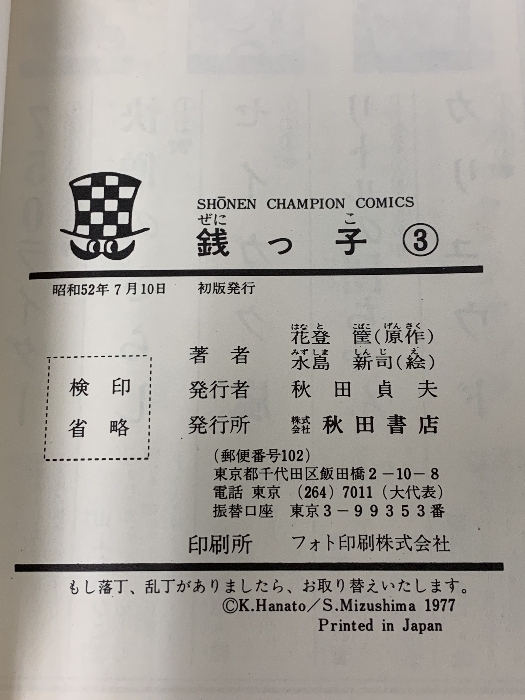 SHŌNEN CHAMPION COMICS
ぜに こ
銭っ子 ③
昭和52年7月10日 初版発行
検印
省略
はな と こばこ げんさく
著者 花登 筐(原作)
みずしま しんじ え
水島 新司(絵)
発行者 秋田貞夫
発行所 株式会社 秋田書店
(郵便番号102)
東京都千代田区飯田橋2-10-8
電話 東京 (264) 7011 (大代表)
振替口座 東京3-99353番
印刷所 フォト印刷株式会社
もし落丁、乱丁がありましたら、お取り替えいたします。
©K.Hanato/S.Mizushima 1977
Printed in Japan